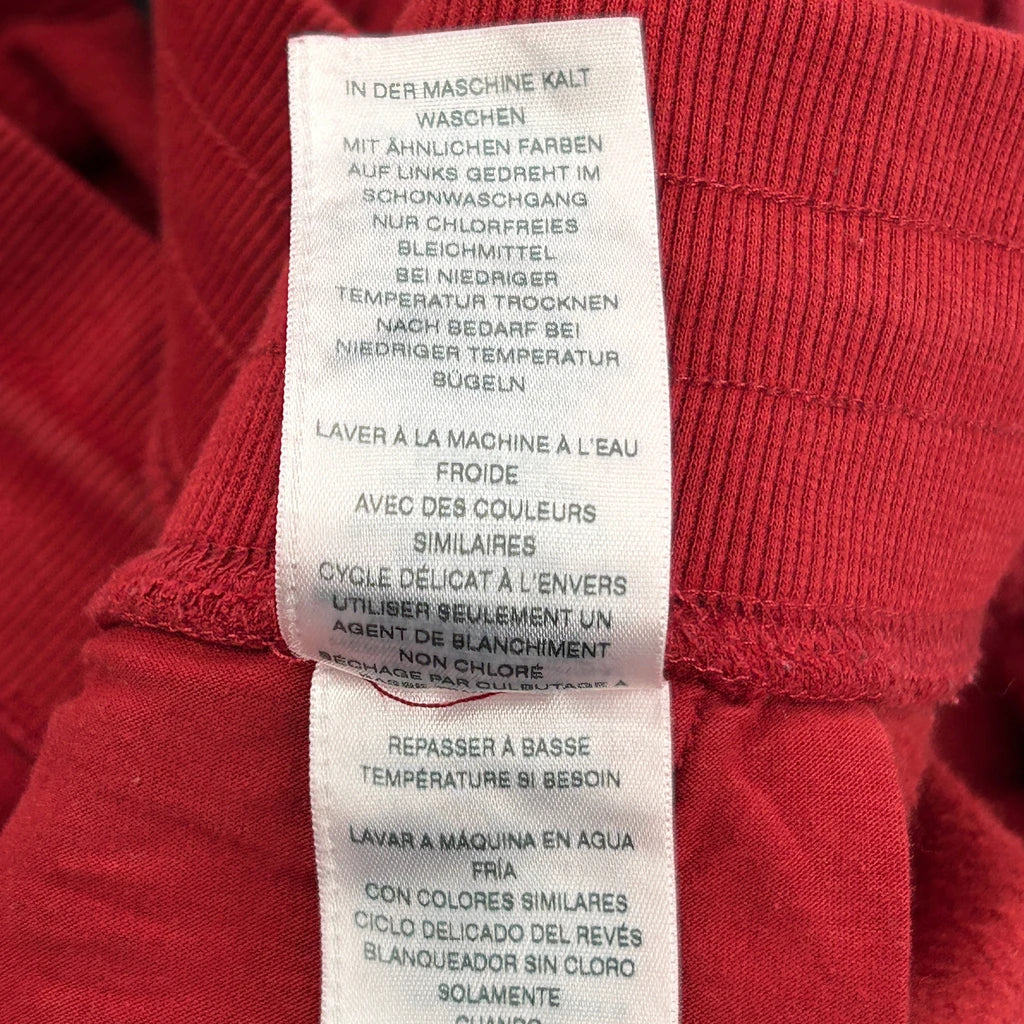 IN DER MASCHINE KALT
WASCHEN
MIT ÄHNLICHEN FARBEN
AUF LINKS GEDREHT IM
SCHONWASCHGANG
NUR CHLORFREIES
BLEICHMITTEL
BEI NIEDRIGER
TEMPERATUR TROCKNEN
NACH BEDARF BEI
NIEDRIGER TEMPERATUR
BÜGELN
LAVER À LA MACHINE À L'EAU
FROIDE
AVEC DES COULEURS
SIMILAIRES
CYCLE DÉLICAT À L'ENVERS
UTILISER SEULEMENT UN
AGENT DE BLANCHIMENT
NON CHLORÉ
SÉCHAGE PAR CULBUTAGE A
REPASSER À BASSE
TEMPÉRATURE SI BESOIN
LAVAR A MÁQUINA EN AGUA
FRÍA
CON COLORES SIMILARES
CICLO DELICADO DEL REVÉS
BLANQUEADOR SIN CLORO
SOLAMENTE